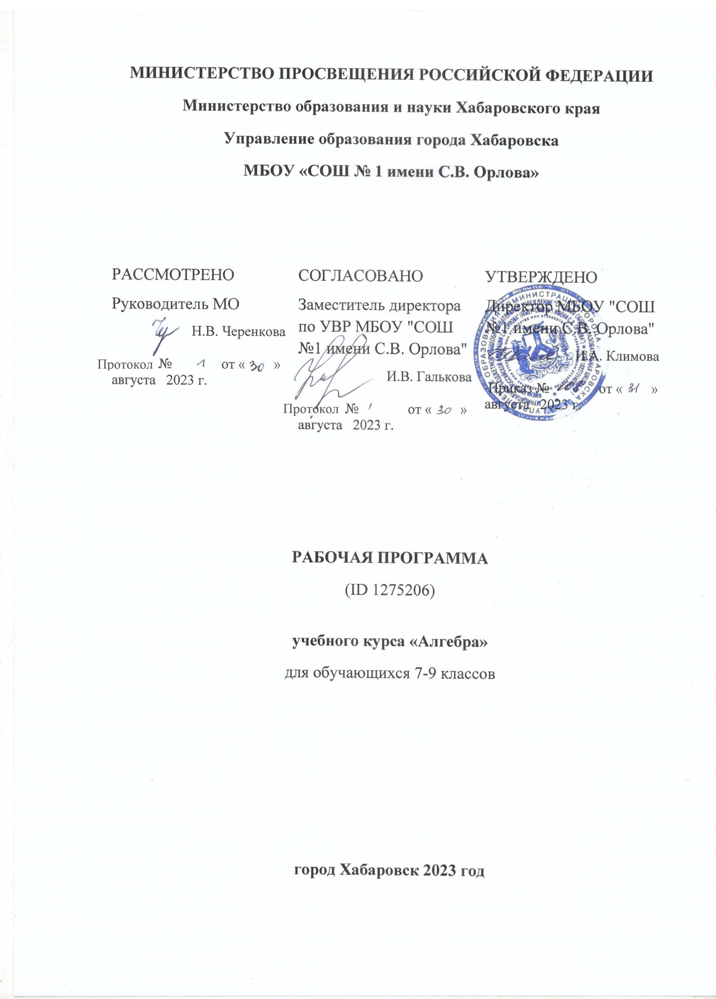 МИНИСТЕРСТВО ПРОСВЕЩЕНИЯ РОССИЙСКОЙ ФЕДЕРАЦИИ
Министерство образования и науки Хабаровского края
Управление образования города Хабаровска
МБОУ «СОШ № 1 имени С.В. Орлова»
РАССМОТРЕНО
Руководитель МО
Н.В. Черенкова
Протокол № 1 от « 30 »
августа 2023 г.
СОГЛАСОВАНО
Заместитель директора
по УВР МБОУ "СОШ
№1 имени С.В. Орлова"
И.В. Галькова
Протокол № 1 от « 30 »
августа 2023 г.
УТВЕРЖДЕНО
Директор МБОУ "СОШ
№1 имени С.В. Орлова"
И.А. Климова
Приказ № от « 31 »
августа 2023 г.
РАБОЧАЯ ПРОГРАММА
(ID 1275206)
учебного курса «Алгебра»
для обучающихся 7-9 классов
город Хабаровск 2023 год